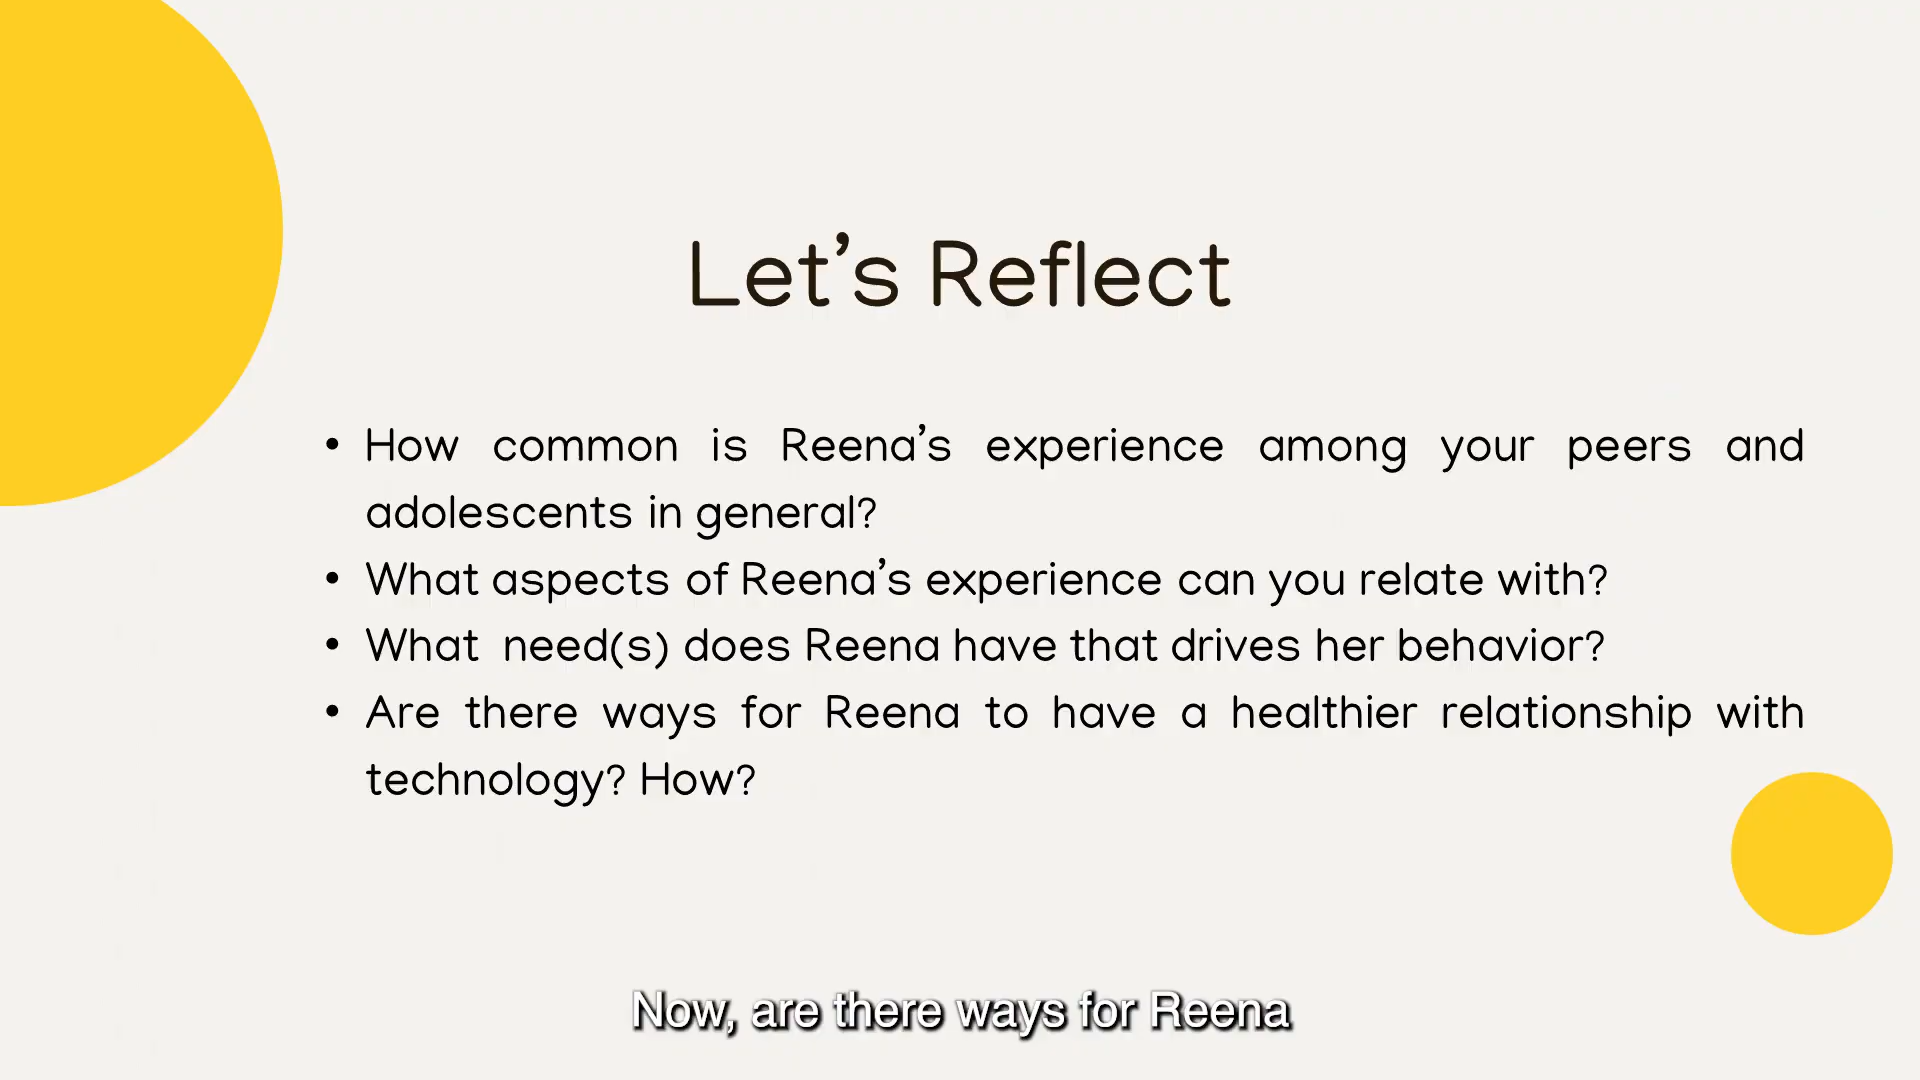 Let’s Reflect
• How common is Reena’s experience among your peers and
adolescents in general?
• What aspects of Reena’s experience can you relate with?
• What need(s) does Reena have that drives her behavior?
• Are there ways for Reena to have a healthier relationship with
technology? How?
Now, are there ways for Reena